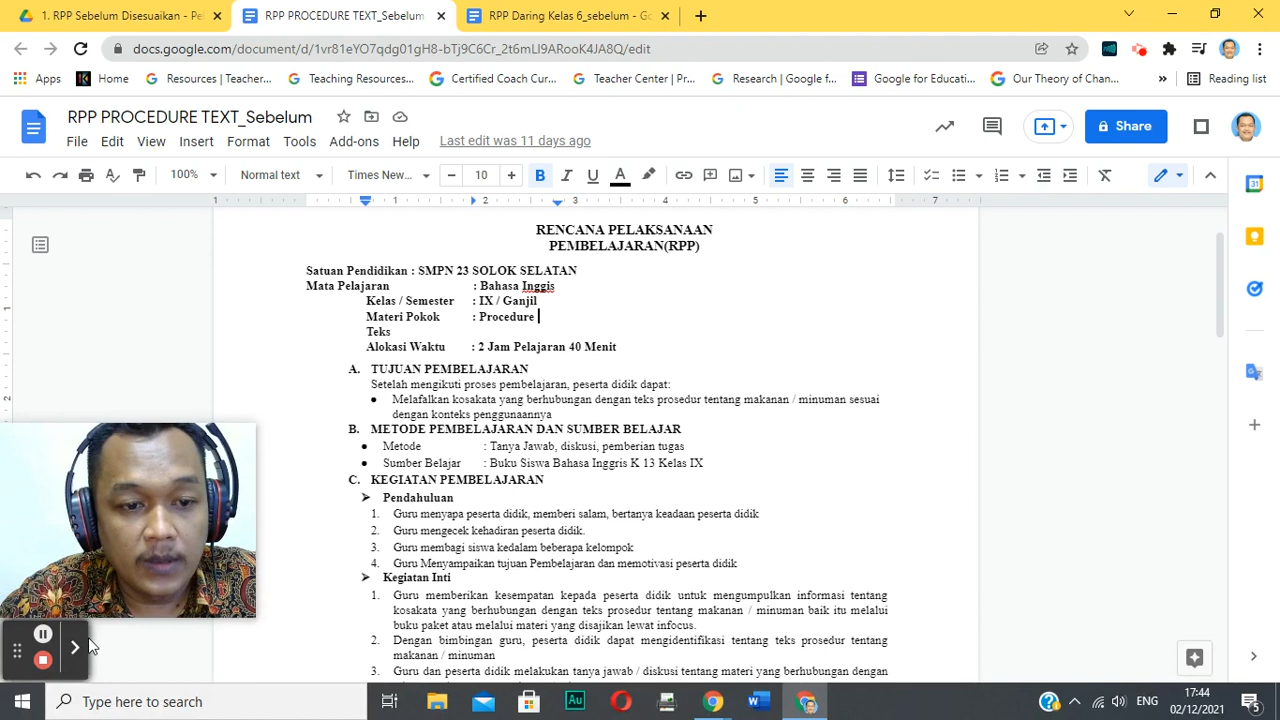 1. RPP Sebelum Disesuaikan - Pe
RPP PROCEDURE TEXT_Sebelum
RPP Daring Kelas 6_sebelum - Go
docs.google.com/document/d/1vr81eYO7qdg01gH8-bTj9C6Cr_2t6mLI9ARooK4JA8Q/edit
Apps
Home
Resources | Teacher...
Teaching Resources...
Certified Coach Cur...
Teacher Center | Pr...
Research | Google f...
Google for Educati...
Our Theory of Chan...
»
Reading list
RPP PROCEDURE TEXT_Sebelum
File Edit View Insert Format Tools Add-ons Help Last edit was 11 days ago
Share
100% Normal text Times New... 10 B I U A
1 1 2 3 4 5 6 7
RENCANA PELAKSANAAN
PEMBELAJARAN(RPP)
Satuan Pendidikan : SMPN 23 SOLOK SELATAN
Mata Pelajaran : Bahasa Inggis
Kelas / Semester : IX / Ganjil
Materi Pokok : Procedure
Teks
Alokasi Waktu : 2 Jam Pelajaran 40 Menit
A. TUJUAN PEMBELAJARAN
Setelah mengikuti proses pembelajaran, peserta didik dapat:
● Melafalkan kosakata yang berhubungan dengan teks prosedur tentang makanan / minuman sesuai
dengan konteks penggunaannya
B. METODE PEMBELAJARAN DAN SUMBER BELAJAR
● Metode : Tanya Jawab, diskusi, pemberian tugas
● Sumber Belajar : Buku Siswa Bahasa Inggris K 13 Kelas IX
C. KEGIATAN PEMBELAJARAN
➢ Pendahuluan
1. Guru menyapa peserta didik, memberi salam, bertanya keadaan peserta didik
2. Guru mengecek kehadiran peserta didik.
3. Guru membagi siswa kedalam beberapa kelompok
4. Guru Menyampaikan tujuan Pembelajaran dan memotivasi peserta didik
➢ Kegiatan Inti
1. Guru memberikan kesempatan kepada peserta didik untuk mengumpulkan informasi tentang
kosakata yang berhubungan dengan teks prosedur tentang makanan / minuman baik itu melalui
buku paket atau melalui materi yang disajikan lewat infocus.
2. Dengan bimbingan guru, peserta didik dapat mengidentifikasi tentang teks prosedur tentang
makanan / minuman
3. Guru dan peserta didik melakukan tanya jawab / diskusi tentang materi yang berhubungan dengan
Type here to search
Au
ENG
17:44
02/12/2021
5